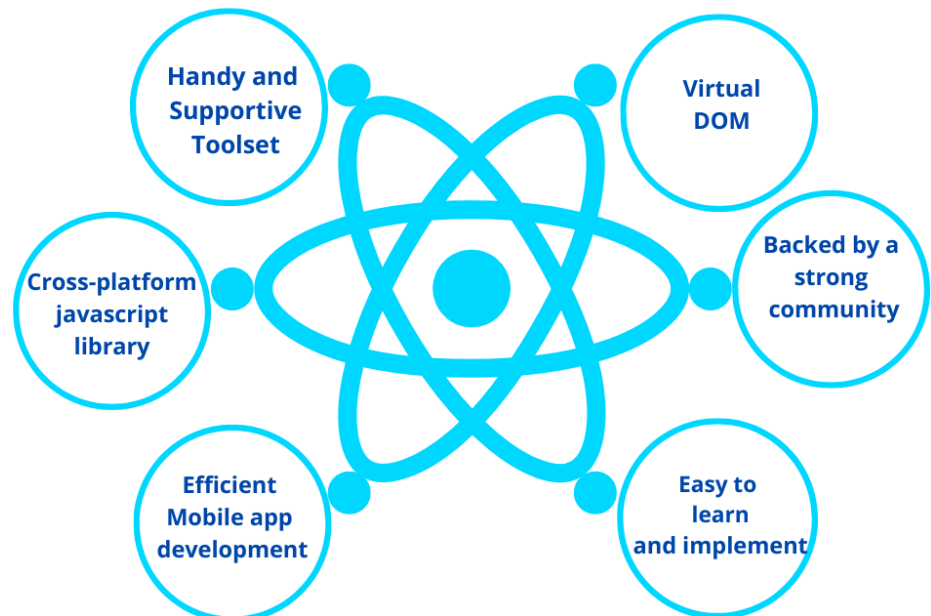 Handy and
Supportive
Toolset
Virtual
DOM
Cross-platform
javascript
library
Backed by a
strong
community
Efficient
Mobile app
development
Easy to
learn
and implement